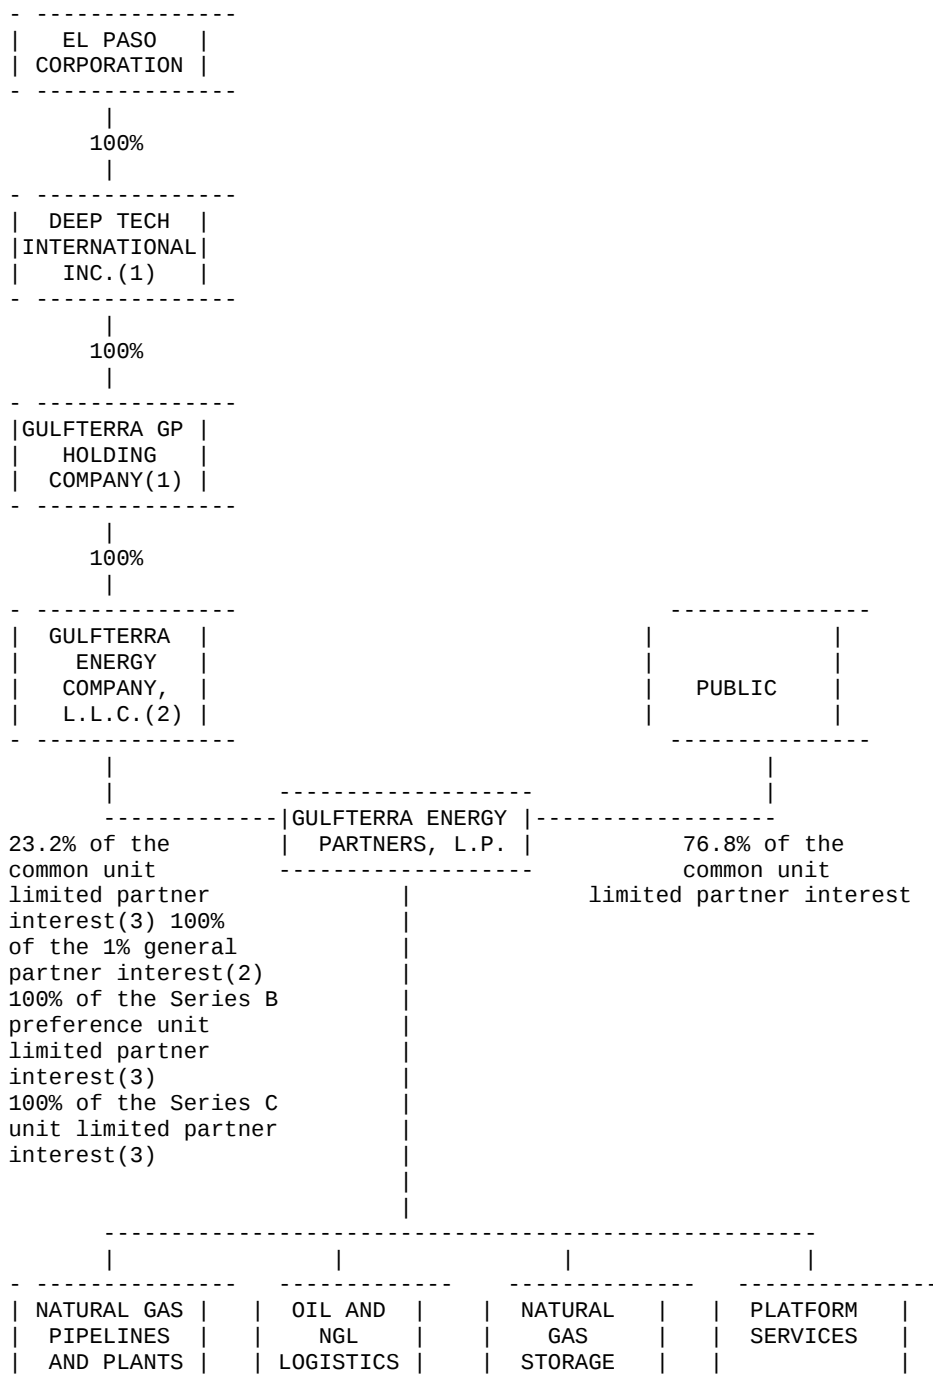 - ---------------
|   EL PASO   |
| CORPORATION |
- ---------------
       |
      100%
       |
- ---------------
|  DEEP TECH  |
|INTERNATIONAL|
|   INC.(1)   |
- ---------------
       |
      100%
       |
- ---------------
|GULFTERRA GP |
|   HOLDING   |
|  COMPANY(1) |
- ---------------
       |
      100%
       |
- ---------------                                 ---------------
|  GULFTERRA  |                                 |             |
|    ENERGY   |                                 |             |
|   COMPANY,  |                                 |   PUBLIC    |
|   L.L.C.(2) |                                 |             |
- ---------------                                 ---------------
       |                                                 |
       |            -------------------                  |
       -------------|GULFTERRA ENERGY |------------------
23.2% of the        |  PARTNERS, L.P. |           76.8% of the
common unit         -------------------           common unit
limited partner              |             limited partner interest
interest(3) 100%             |
of the 1% general            |
partner interest(2)          |
100% of the Series B         |
preference unit              |
limited partner              |
interest(3)                  |
100% of the Series C         |
unit limited partner         |
interest(3)                  |
                             |
                             |
       -----------------------------------------------------
       |                |                |                 |
- ---------------   -------------    --------------   ---------------
| NATURAL GAS |   |  OIL AND  |    |  NATURAL   |   |  PLATFORM   |
|  PIPELINES  |   |    NGL    |    |    GAS     |   |  SERVICES   |
|  AND PLANTS |   | LOGISTICS |    |  STORAGE   |   |             |